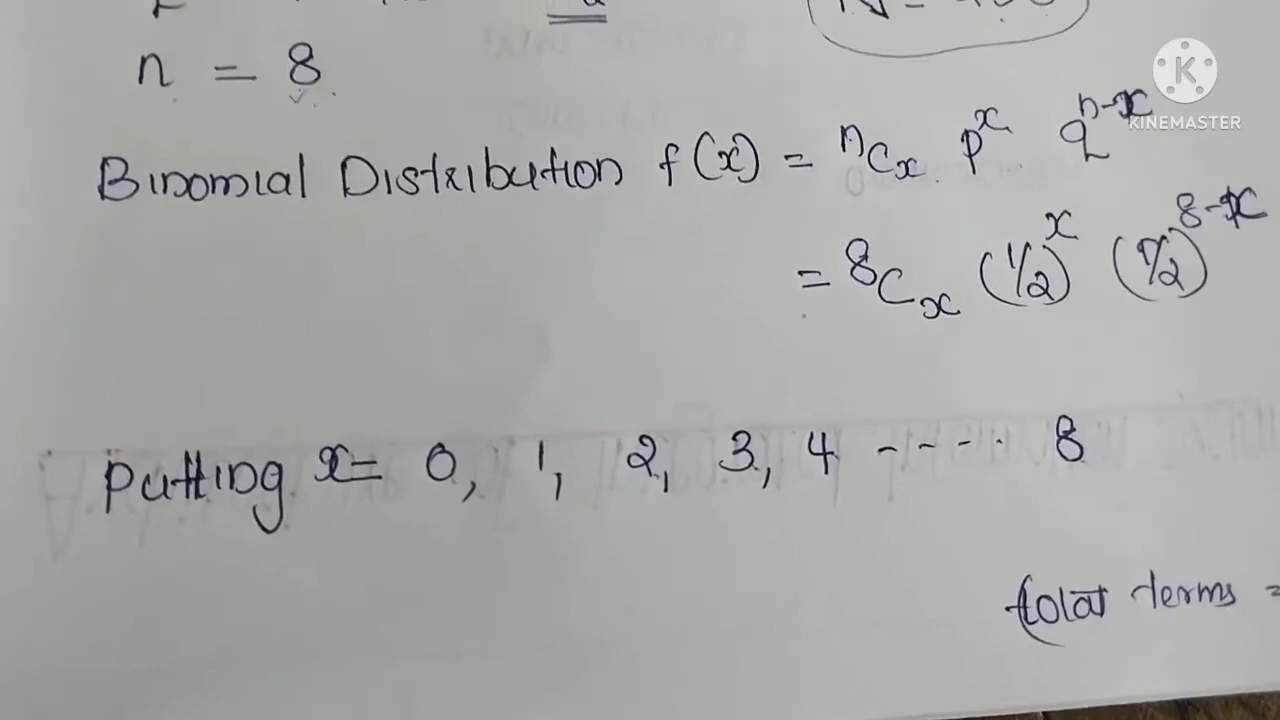 n = 8
K
KINEMASTER
Binomial Distribution f(x) = ⁿCₓ pˣ qⁿ⁻ˣ
= ⁸Cₓ (1/2)ˣ (1/2)⁸⁻ˣ
Putting x= 0, 1, 2, 3, 4 ----- 8
(total terms =